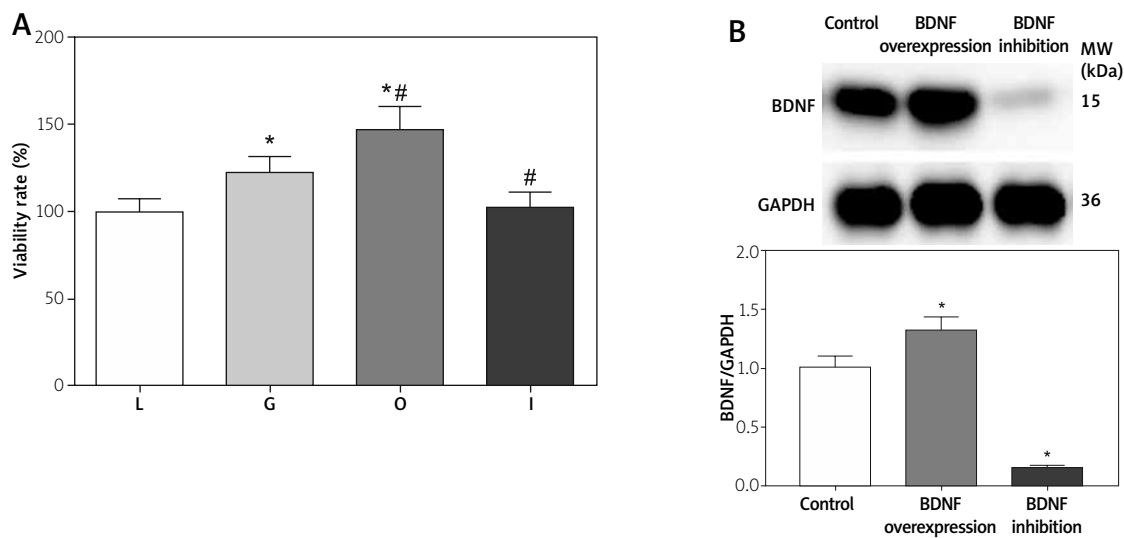 A
Viability rate (%)
200
150
100
50
0
*
* #
#
L G O I
B
Control BDNF overexpression BDNF inhibition MW (kDa)
BDNF 15
GAPDH 36
BDNF/GAPDH
2.0
1.5
1.0
0.5
0.0
*
*
Control BDNF overexpression BDNF inhibition